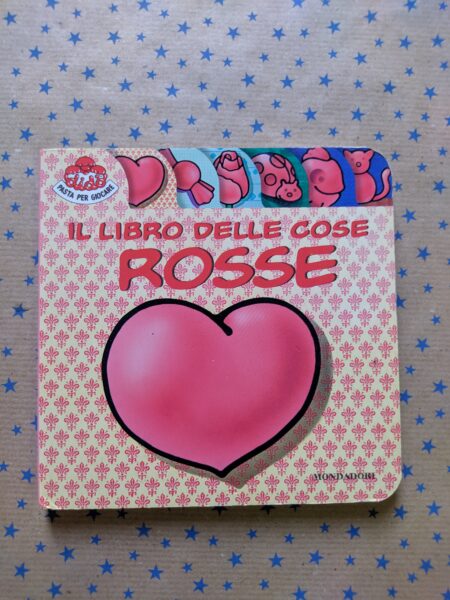 PASTA PER GIOCARE
IL LIBRO DELLE COSE
ROSSE
MONDADORI